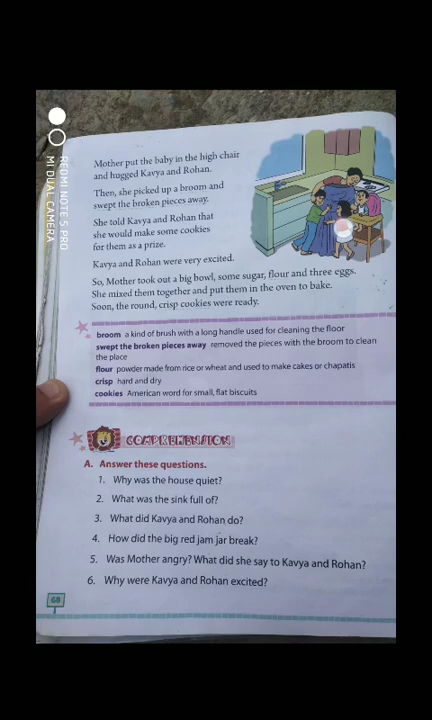 REDMI NOTE 5 PRO
MI DUAL CAMERA
Mother put the baby in the high chair
and hugged Kavya and Rohan.
Then, she picked up a broom and
swept the broken pieces away.
She told Kavya and Rohan that
she would make some cookies
for them as a prize.
Kavya and Rohan were very excited.
So, Mother took out a big bowl, some sugar, flour and three eggs.
She mixed them together and put them in the oven to bake.
Soon, the round, crisp cookies were ready.
broom a kind of brush with a long handle used for cleaning the floor
swept the broken pieces away removed the pieces with the broom to clean
the place
flour powder made from rice or wheat and used to make cakes or chapatis
crisp hard and dry
cookies American word for small, flat biscuits
COMPREHENSION
A. Answer these questions.
1. Why was the house quiet?
2. What was the sink full of?
3. What did Kavya and Rohan do?
4. How did the big red jam jar break?
5. Was Mother angry? What did she say to Kavya and Rohan?
6. Why were Kavya and Rohan excited?
68